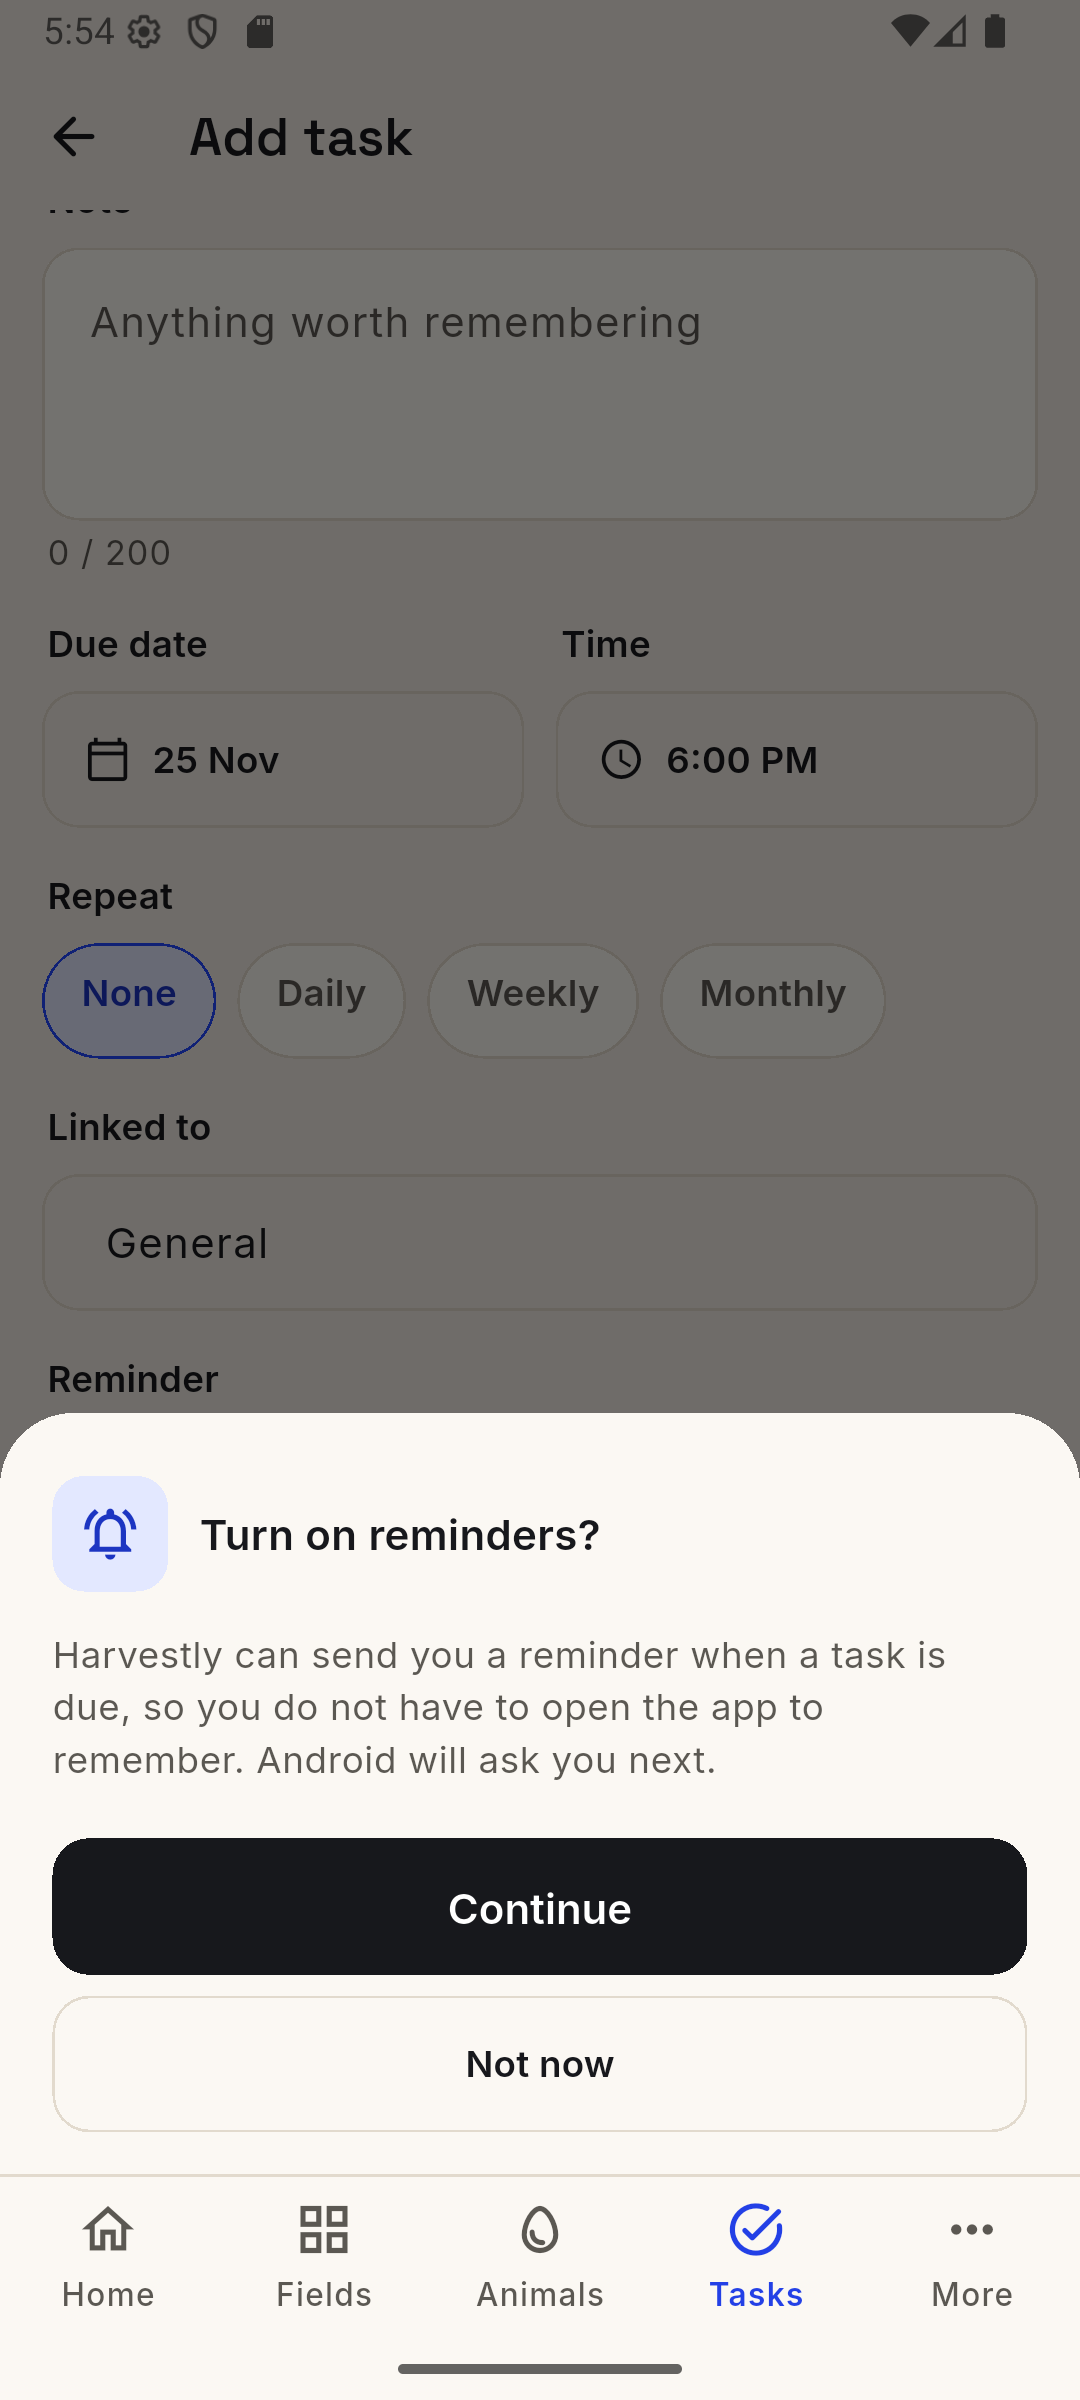 5:54
Add task
Anything worth remembering
0 / 200
Due date
Time
25 Nov
6:00 PM
Repeat
None
Daily
Weekly
Monthly
Linked to
General
Reminder
Turn on reminders?
Harvestly can send you a reminder when a task is
due, so you do not have to open the app to
remember. Android will ask you next.
Continue
Not now
Home
Fields
Animals
Tasks
More